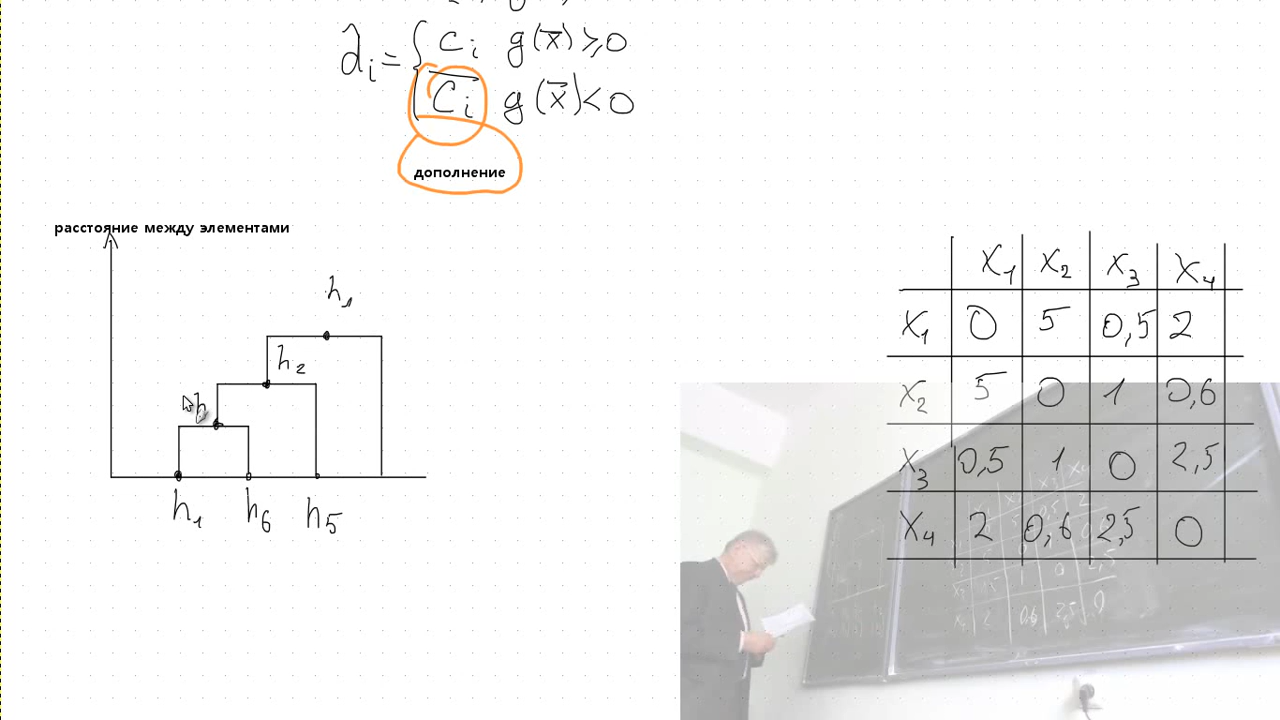 λi = { Ci g(x̄) ≥ 0
C̄i g(x̄) < 0
дополнение
расстояние между элементами
h1
h2
h1 h6 h5
x1 x2 x3 x4
x1 0 5 0,5 2
x2 5 0 1 0,6
x3 0,5 1 0 2,5
x4 2 0,6 2,5 0